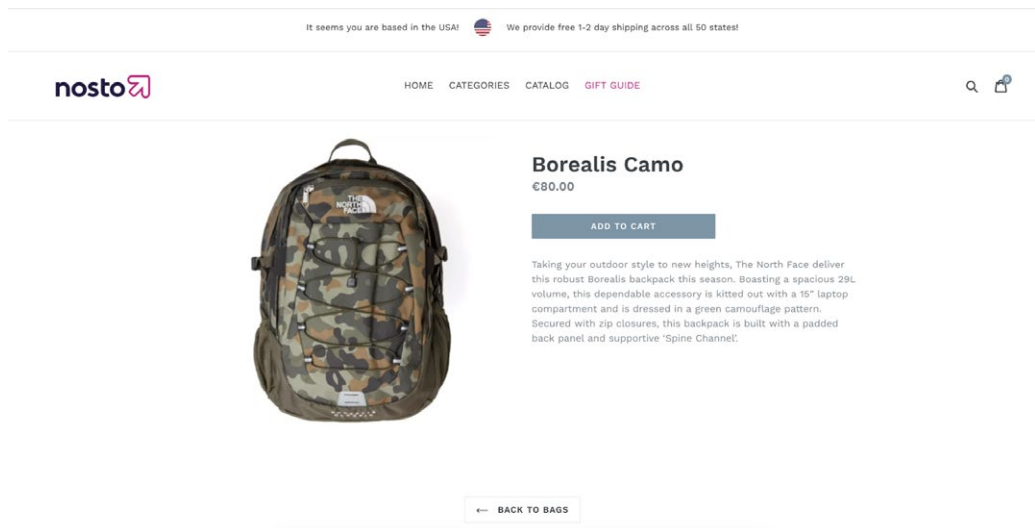 It seems you are based in the USA! We provide free 1-2 day shipping across all 50 states!
nosto
HOME CATEGORIES CATALOG GIFT GUIDE
0
THE
NORTH
FACE
Borealis Camo
€80.00
ADD TO CART
Taking your outdoor style to new heights, The North Face deliver
this robust Borealis backpack this season. Boasting a spacious 29L
volume, this dependable accessory is kitted out with a 15” laptop
compartment and is dressed in a green camouflage pattern.
Secured with zip closures, this backpack is built with a padded
back panel and supportive ‘Spine Channel’.
← BACK TO BAGS